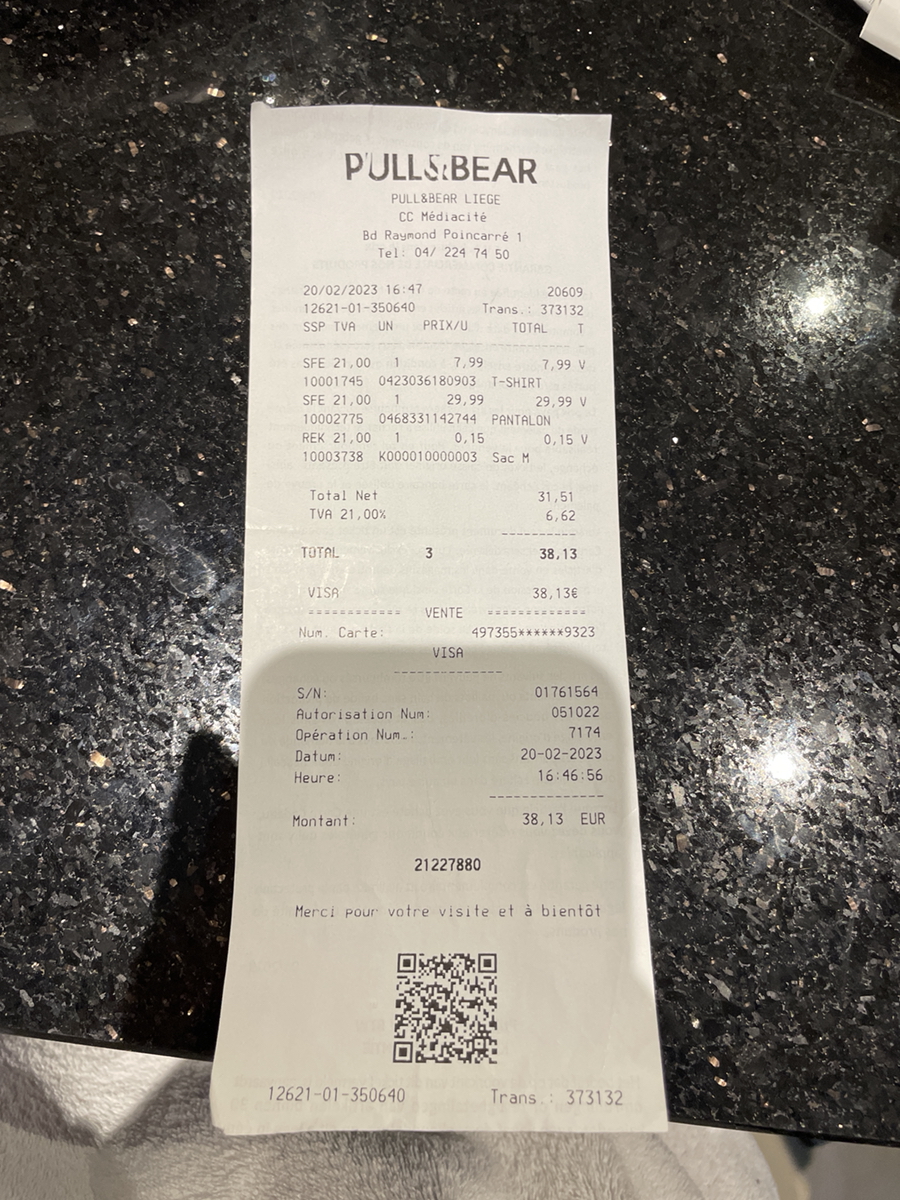 PULL&BEAR
PULL&BEAR LIEGE
CC Médiacité
Bd Raymond Poincarré 1
Tel: 04/ 224 74 50
20/02/2023 16:47 20609
12621-01-350640 Trans.: 373132
SSP TVA UN PRIX/U TOTAL T
SFE 21,00 1 7,99 7,99 V
10001745 0423036180903 T-SHIRT
SFE 21,00 1 29,99 29,99 V
10002775 0468331142744 PANTALON
REK 21,00 1 0,15 0,15 V
10003738 K000010000003 Sac M
Total Net 31,51
TVA 21,00% 6,62
----------
TOTAL 3 38,13
VISA 38,13€
============ VENTE =============
Num. Carte: 497355******9323
VISA
--------------
S/N: 01761564
Autorisation Num: 051022
Opération Num.: 7174
Datum: 20-02-2023
Heure: 16:46:56
--------------
Montant: 38,13 EUR
21227880
Merci pour votre visite et à bientôt
12621-01-350640 Trans.: 373132